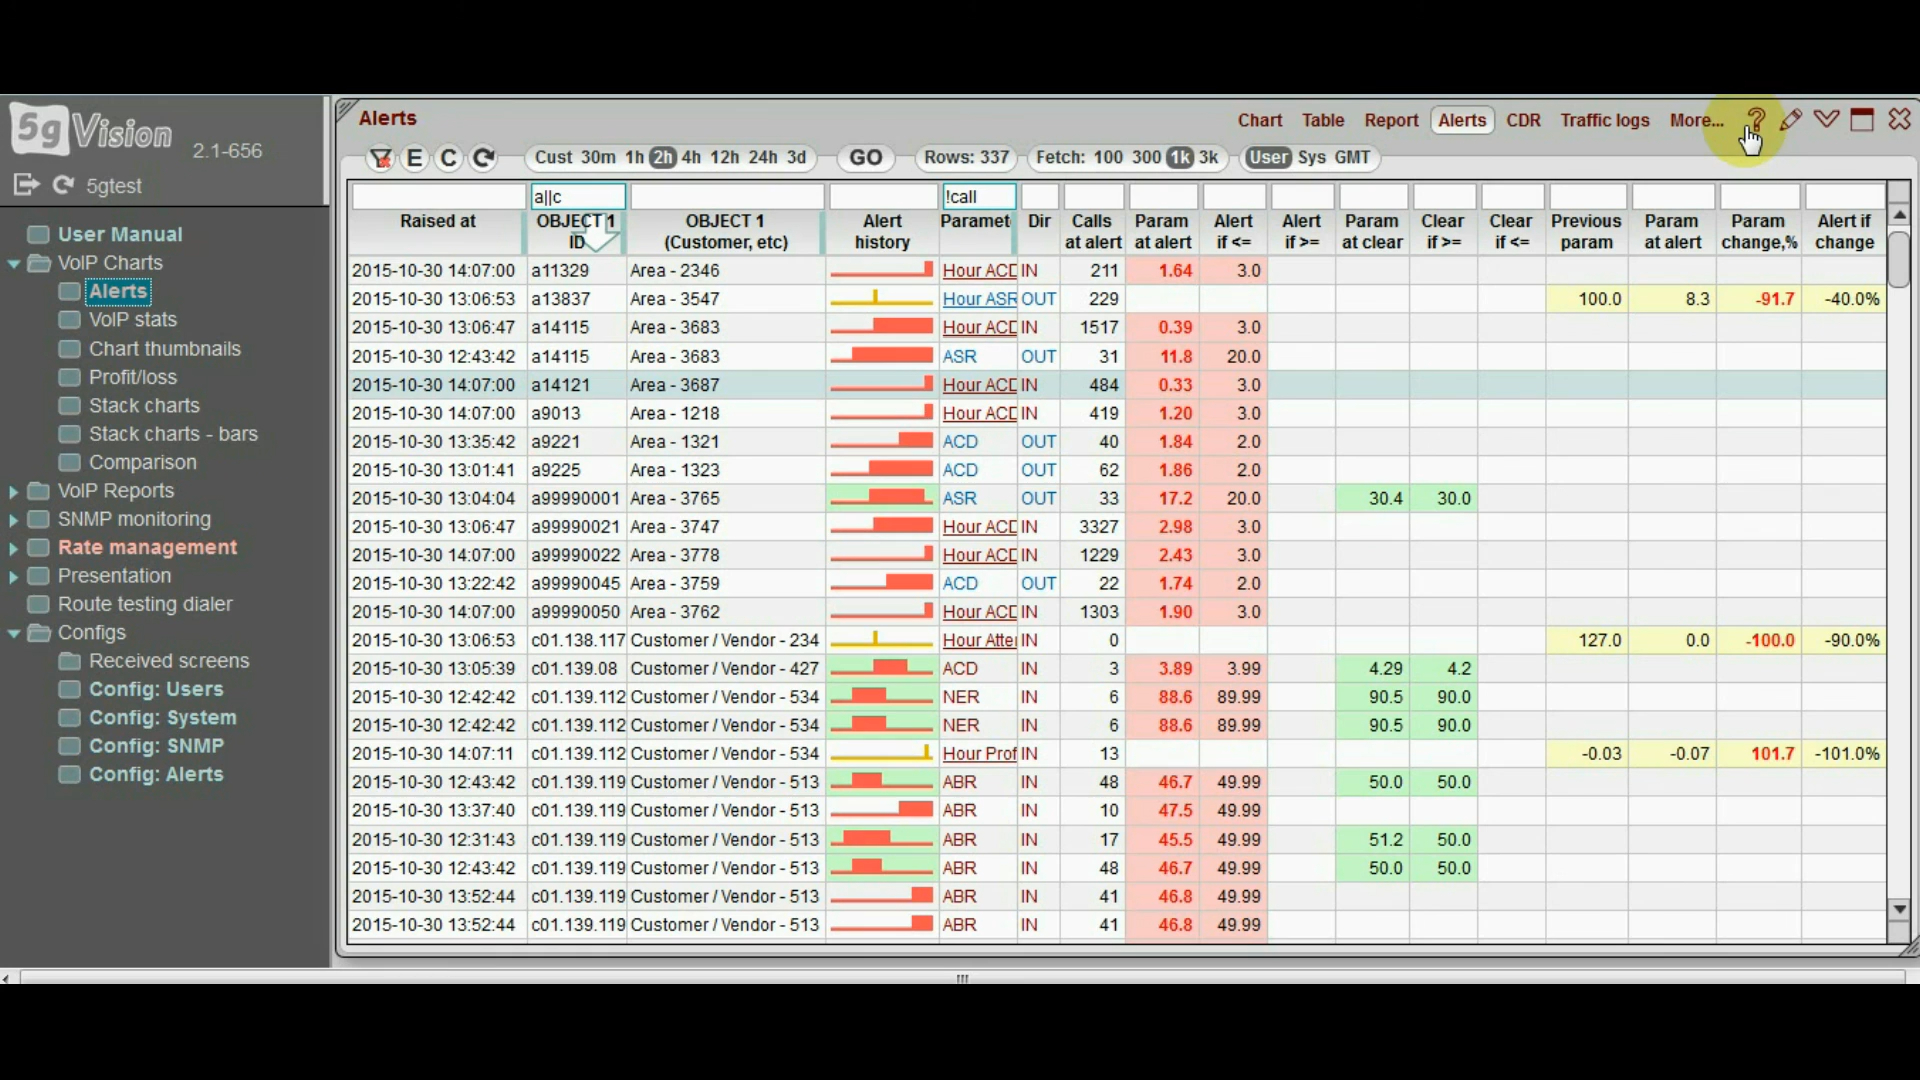 5gVision 2.1-656
5gtest
User Manual
VoIP Charts
Alerts
VoIP stats
Chart thumbnails
Profit/loss
Stack charts
Stack charts - bars
Comparison
VoIP Reports
SNMP monitoring
Rate management
Presentation
Route testing dialer
Configs
Received screens
Config: Users
Config: System
Config: SNMP
Config: Alerts
Alerts
Chart Table Report Alerts CDR Traffic logs More... ?
E C Cust 30m 1h 2h 4h 12h 24h 3d GO Rows: 337 Fetch: 100 300 1k 3k User Sys GMT
a||c !call
Raised at OBJECT 1 ID OBJECT 1 (Customer, etc) Alert history Paramet Dir Calls at alert Param at alert Alert if <= Alert if >= Param at clear Clear if >= Clear if <= Previous param Param at alert Param change,% Alert if change
2015-10-30 14:07:00 a11329 Area - 2346 Hour ACD IN 211 1.64 3.0
2015-10-30 13:06:53 a13837 Area - 3547 Hour ASR OUT 229 100.0 8.3 -91.7 -40.0%
2015-10-30 13:06:47 a14115 Area - 3683 Hour ACD IN 1517 0.39 3.0
2015-10-30 12:43:42 a14115 Area - 3683 ASR OUT 31 11.8 20.0
2015-10-30 14:07:00 a14121 Area - 3687 Hour ACD IN 484 0.33 3.0
2015-10-30 14:07:00 a9013 Area - 1218 Hour ACD IN 419 1.20 3.0
2015-10-30 13:35:42 a9221 Area - 1321 ACD OUT 40 1.84 2.0
2015-10-30 13:01:41 a9225 Area - 1323 ACD OUT 62 1.86 2.0
2015-10-30 13:04:04 a99990001 Area - 3765 ASR OUT 33 17.2 20.0 30.4 30.0
2015-10-30 13:06:47 a99990021 Area - 3747 Hour ACD IN 3327 2.98 3.0
2015-10-30 14:07:00 a99990022 Area - 3778 Hour ACD IN 1229 2.43 3.0
2015-10-30 13:22:42 a99990045 Area - 3759 ACD OUT 22 1.74 2.0
2015-10-30 14:07:00 a99990050 Area - 3762 Hour ACD IN 1303 1.90 3.0
2015-10-30 13:06:53 c01.138.117 Customer / Vendor - 234 Hour Atte IN 0 127.0 0.0 -100.0 -90.0%
2015-10-30 13:05:39 c01.139.08 Customer / Vendor - 427 ACD IN 3 3.89 3.99 4.29 4.2
2015-10-30 12:42:42 c01.139.112 Customer / Vendor - 534 NER IN 6 88.6 89.99 90.5 90.0
2015-10-30 12:42:42 c01.139.112 Customer / Vendor - 534 NER IN 6 88.6 89.99 90.5 90.0
2015-10-30 14:07:11 c01.139.112 Customer / Vendor - 534 Hour Prof IN 13 -0.03 -0.07 101.7 -101.0%
2015-10-30 12:43:42 c01.139.119 Customer / Vendor - 513 ABR IN 48 46.7 49.99 50.0 50.0
2015-10-30 13:37:40 c01.139.119 Customer / Vendor - 513 ABR IN 10 47.5 49.99
2015-10-30 12:31:43 c01.139.119 Customer / Vendor - 513 ABR IN 17 45.5 49.99 51.2 50.0
2015-10-30 12:43:42 c01.139.119 Customer / Vendor - 513 ABR IN 48 46.7 49.99 50.0 50.0
2015-10-30 13:52:44 c01.139.119 Customer / Vendor - 513 ABR IN 41 46.8 49.99
2015-10-30 13:52:44 c01.139.119 Customer / Vendor - 513 ABR IN 41 46.8 49.99